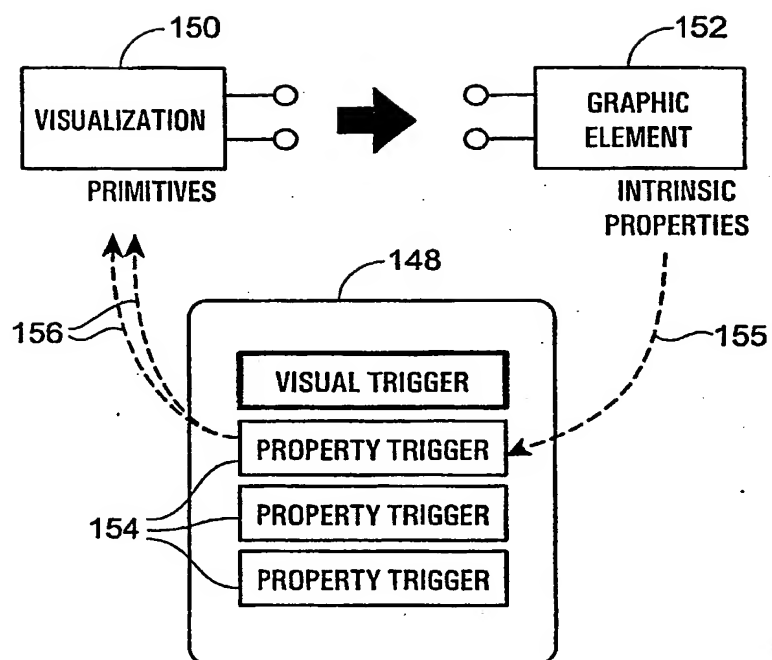 150
152
VISUALIZATION
GRAPHIC
ELEMENT
PRIMITIVES
INTRINSIC
PROPERTIES
148
156
155
VISUAL TRIGGER
PROPERTY TRIGGER
154
PROPERTY TRIGGER
PROPERTY TRIGGER